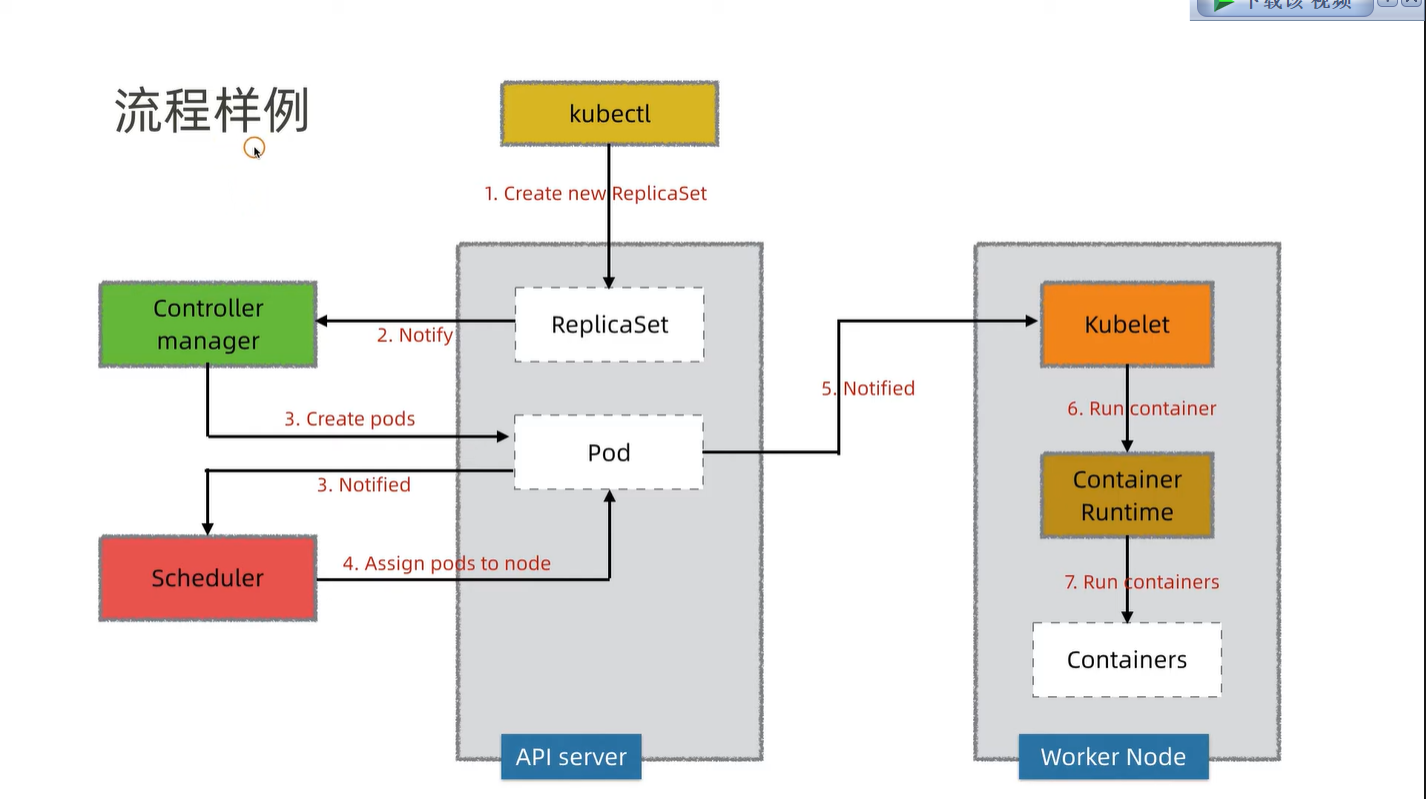 下载该 视频
流程样例
kubectl
1. Create new ReplicaSet
Controller
manager
2. Notify
ReplicaSet
3. Create pods
Pod
3. Notified
4. Assign pods to node
Scheduler
5. Notified
Kubelet
6. Run container
Container
Runtime
7. Run containers
Containers
API server
Worker Node